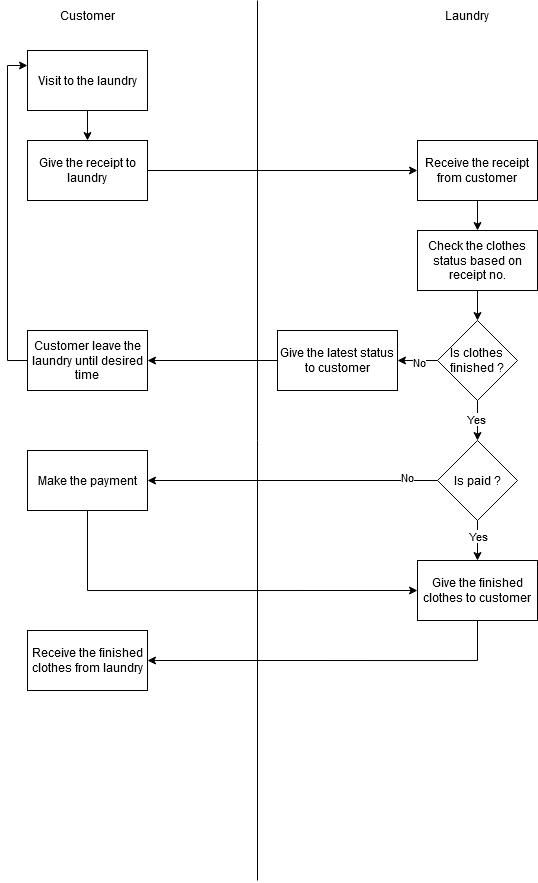 Customer
Laundry
Visit to the laundry
Give the receipt to
laundry
Receive the receipt
from customer
Check the clothes
status based on
receipt no.
Customer leave the
laundry until desired
time
Give the latest status
to customer
No
Is clothes
finished ?
Yes
Make the payment
No
Is paid ?
Yes
Give the finished
clothes to customer
Receive the finished
clothes from laundry